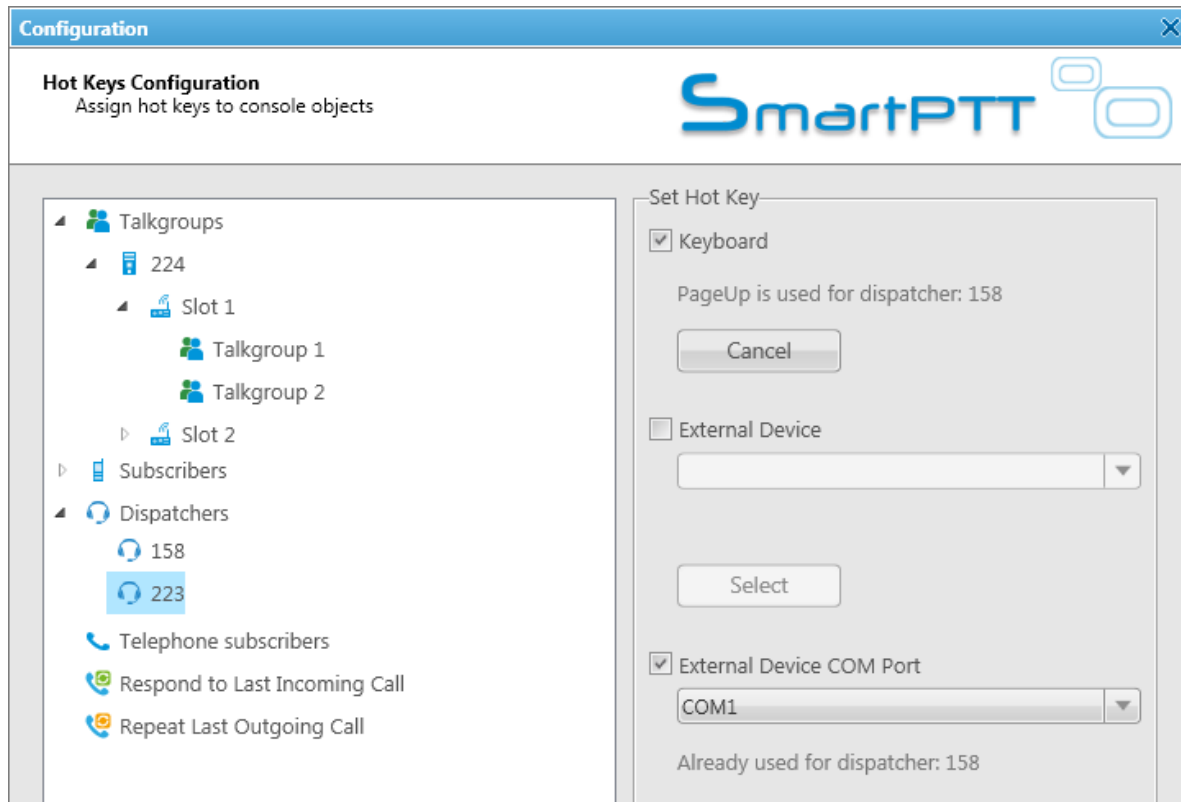 Configuration
Hot Keys Configuration
Assign hot keys to console objects
SmartPTT
Talkgroups
224
Slot 1
Talkgroup 1
Talkgroup 2
Slot 2
Subscribers
Dispatchers
158
223
Telephone subscribers
Respond to Last Incoming Call
Repeat Last Outgoing Call
Set Hot Key
Keyboard
PageUp is used for dispatcher: 158
Cancel
External Device
Select
External Device COM Port
COM1
Already used for dispatcher: 158